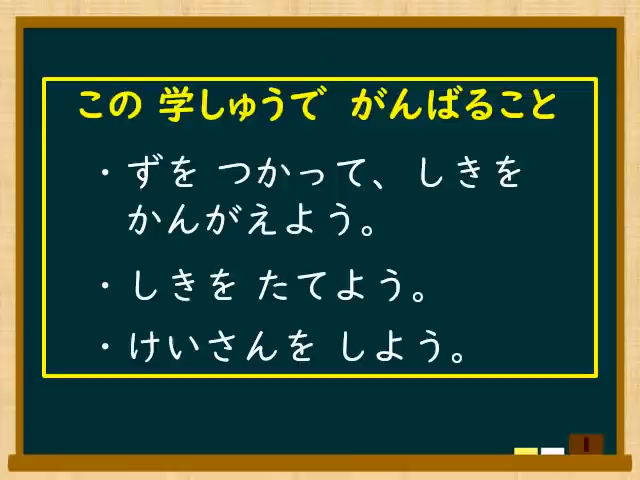 この 学しゅうで がんばること
・ずを つかって、しきを
かんがえよう。
・しきを たてよう。
・けいさんを しよう。